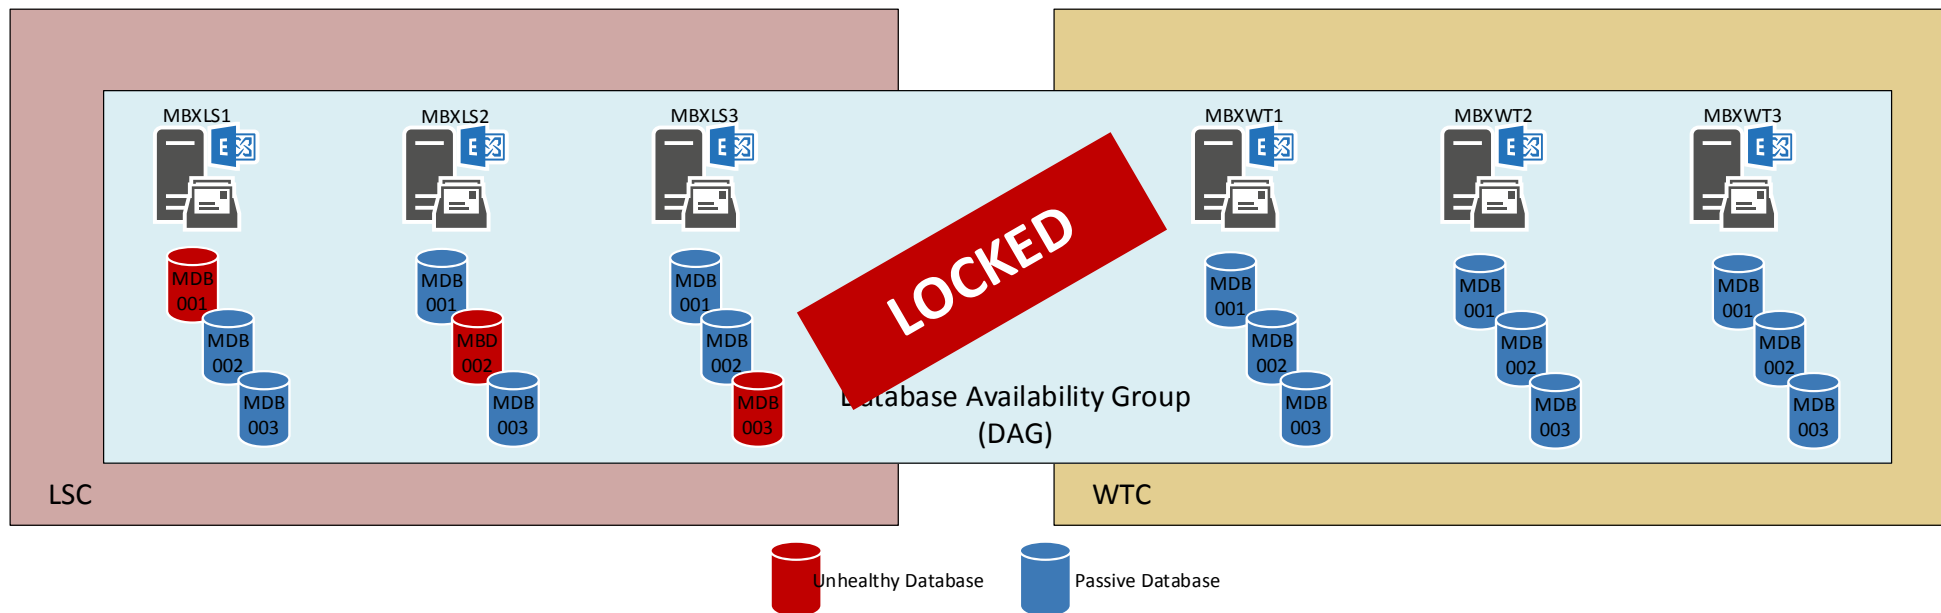 MBXLS1
MBXLS2
MBXLS3
MBXWT1
MBXWT2
MBXWT3
E
E
E
E
E
E
MDB
001
MDB
002
MDB
003
MDB
001
MBD
002
MDB
003
MDB
001
MDB
002
MDB
003
LOCKED
MDB
001
MDB
002
MDB
003
MDB
001
MDB
002
MDB
003
MDB
001
MDB
002
MDB
003
Database Availability Group
(DAG)
LSC
WTC
Unhealthy Database
Passive Database